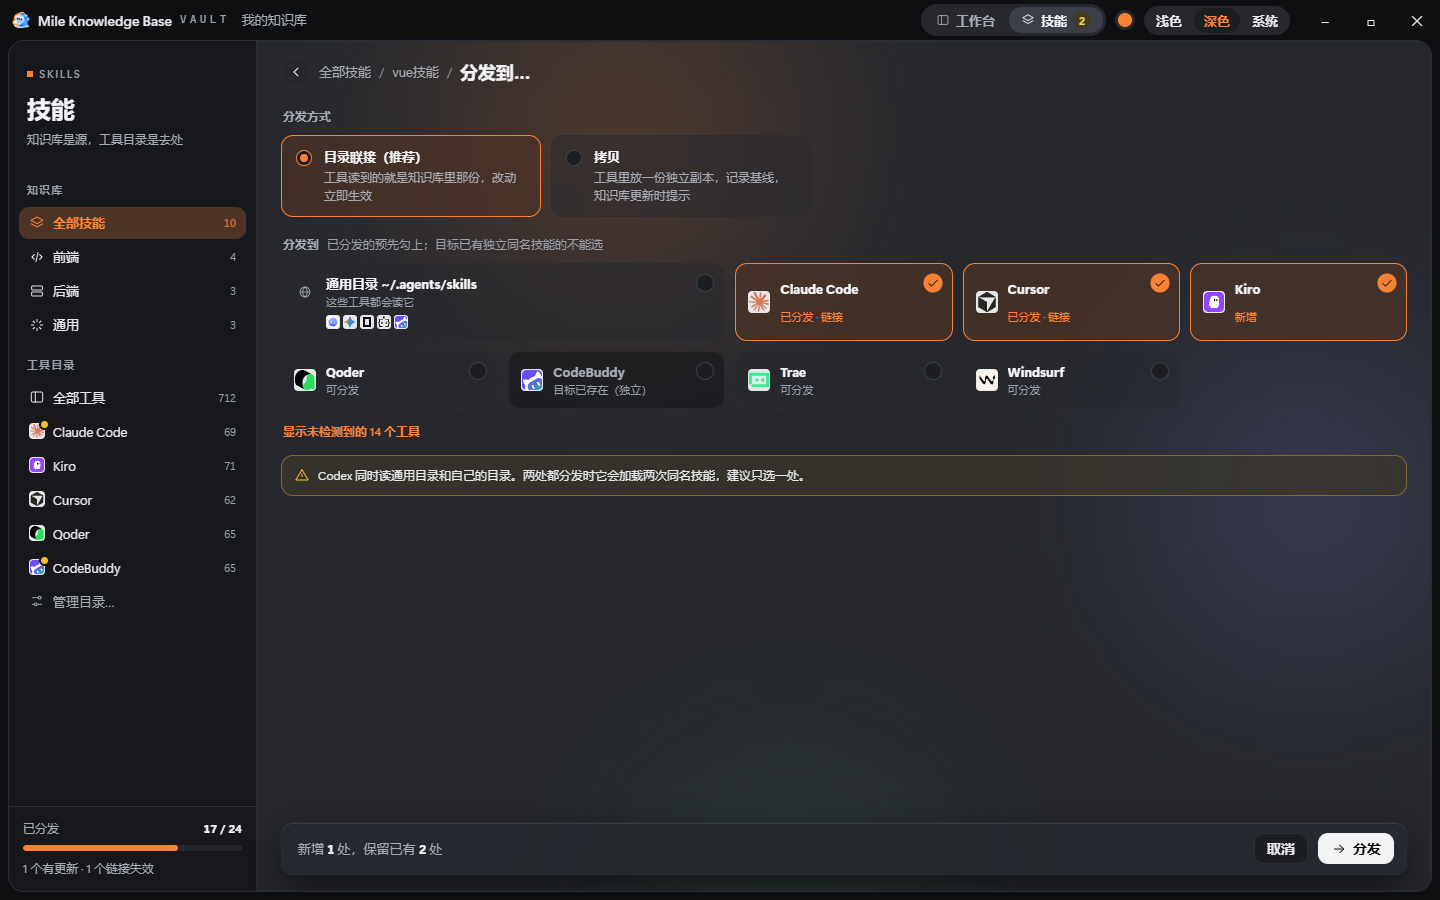 Mile Knowledge Base VAULT 我的知识库
工作台
技能 2
浅色 深色 系统
SKILLS
技能
知识库是源，工具目录是去处
知识库
全部技能 10
前端 4
后端 3
通用 3
工具目录
全部工具 712
Claude Code 69
Kiro 71
Cursor 62
Qoder 65
CodeBuddy 65
管理目录...
已分发 17 / 24
1 个有更新 · 1 个链接失效
全部技能 / vue技能 / 分发到...
分发方式
目录联接（推荐）
工具读到的就是知识库里那份，改动
立即生效
拷贝
工具里放一份独立副本，记录基线，
知识库更新时提示
分发到 已分发的预先勾上；目标已有独立同名技能的不能选
通用目录 ~/.agents/skills
这些工具都会读它
Claude Code
已分发 · 链接
Cursor
已分发 · 链接
Kiro
新增
Qoder
可分发
CodeBuddy
目标已存在（独立）
Trae
可分发
Windsurf
可分发
显示未检测到的 14 个工具
Codex 同时读通用目录和自己的目录。两处都分发时它会加载两次同名技能，建议只选一处。
新增 1 处，保留已有 2 处
取消
分发